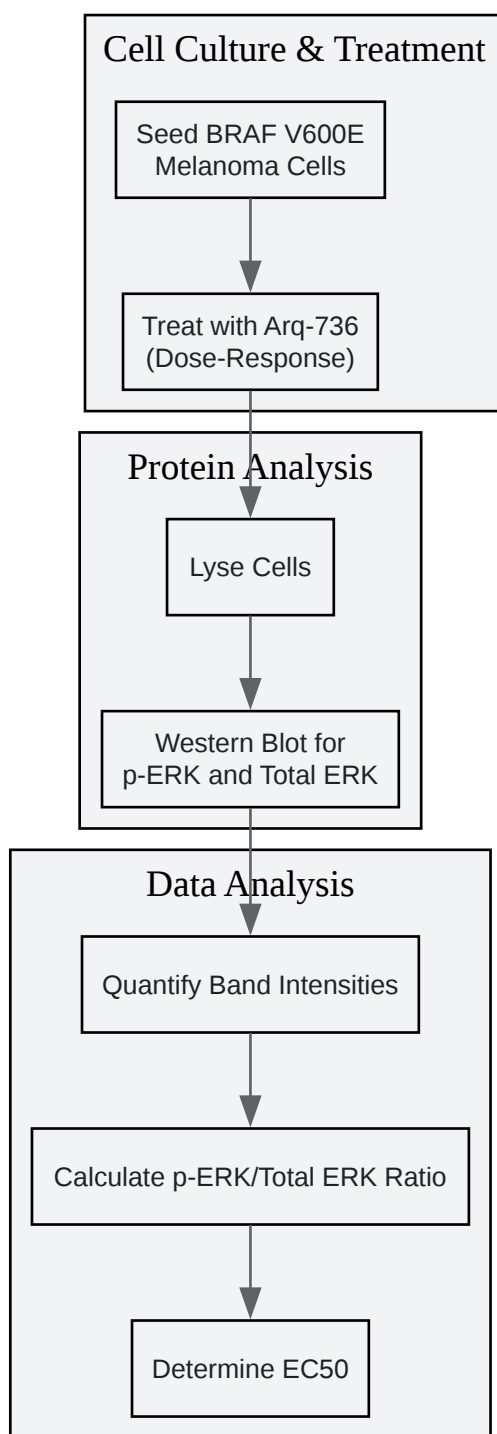 Cell Culture & Treatment
Seed BRAF V600E
Melanoma Cells
Treat with Arq-736
(Dose-Response)
Protein Analysis
Lyse Cells
Western Blot for
p-ERK and Total ERK
Data Analysis
Quantify Band Intensities
Calculate p-ERK/Total ERK Ratio
Determine EC50